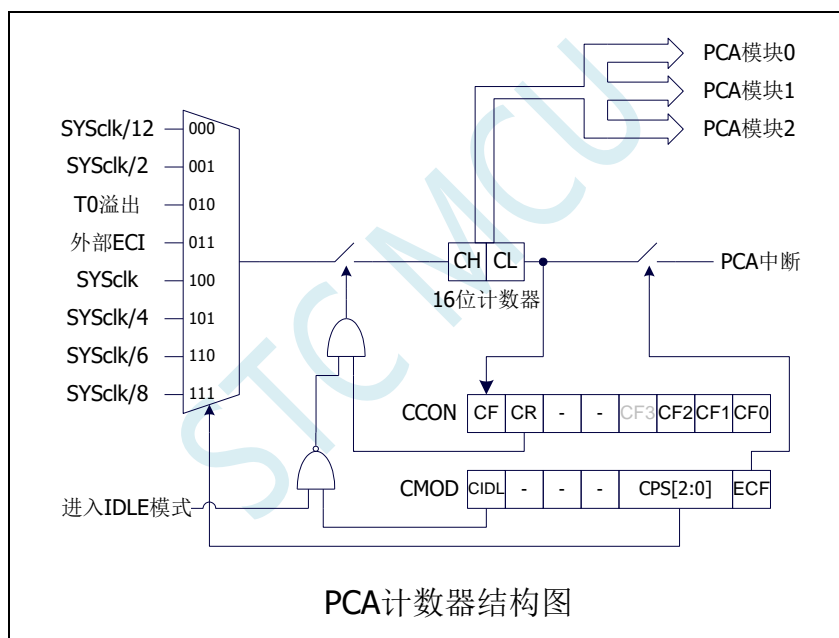 PCA模块0
PCA模块1
PCA模块2
SYSclk/12
000
SYSclk/2
001
T0溢出
010
外部ECI
011
SYSclk
100
SYSclk/4
101
SYSclk/6
110
SYSclk/8
111
CH CL
16位计数器
PCA中断
CCON CF CR - - CF3 CF2 CF1 CF0
CMOD CIDL - - - CPS[2:0] ECF
进入IDLE模式
PCA计数器结构图
STC MCU